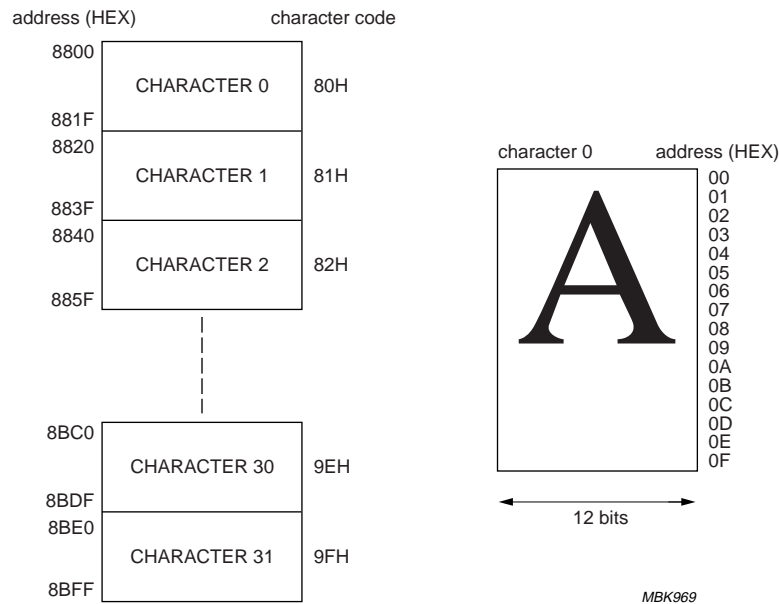 address (HEX) character code
8800
CHARACTER 0 80H
881F
8820
CHARACTER 1 81H
883F
8840
CHARACTER 2 82H
885F
8BC0
CHARACTER 30 9EH
8BDF
8BE0
CHARACTER 31 9FH
8BFF
character 0 address (HEX)
A
00
01
02
03
04
05
06
07
08
09
0A
0B
0C
0D
0E
0F
12 bits
MBK969